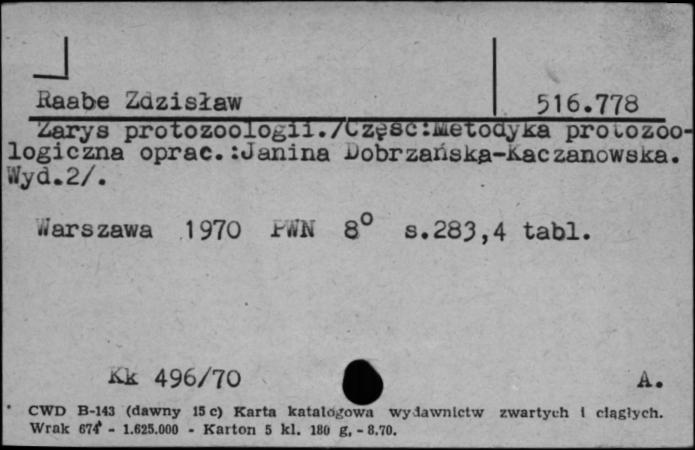 Raabe Zdzisław 516.778
Zarys protozoologii./Część:Metodyka protozoo-
logiczna oprac.:Janina Dobrzańska-Kaczanowska.
Wyd.2/.
Warszawa 1970 PWN 8° s.283,4 tabl.
Kk 496/70 A.
CWD B-143 (dawny 15 c) Karta katalogowa wydawnictw zwartych i ciągłych.
Wrak 674 - 1.625.000 - Karton 5 kl. 180 g. - 8.70.